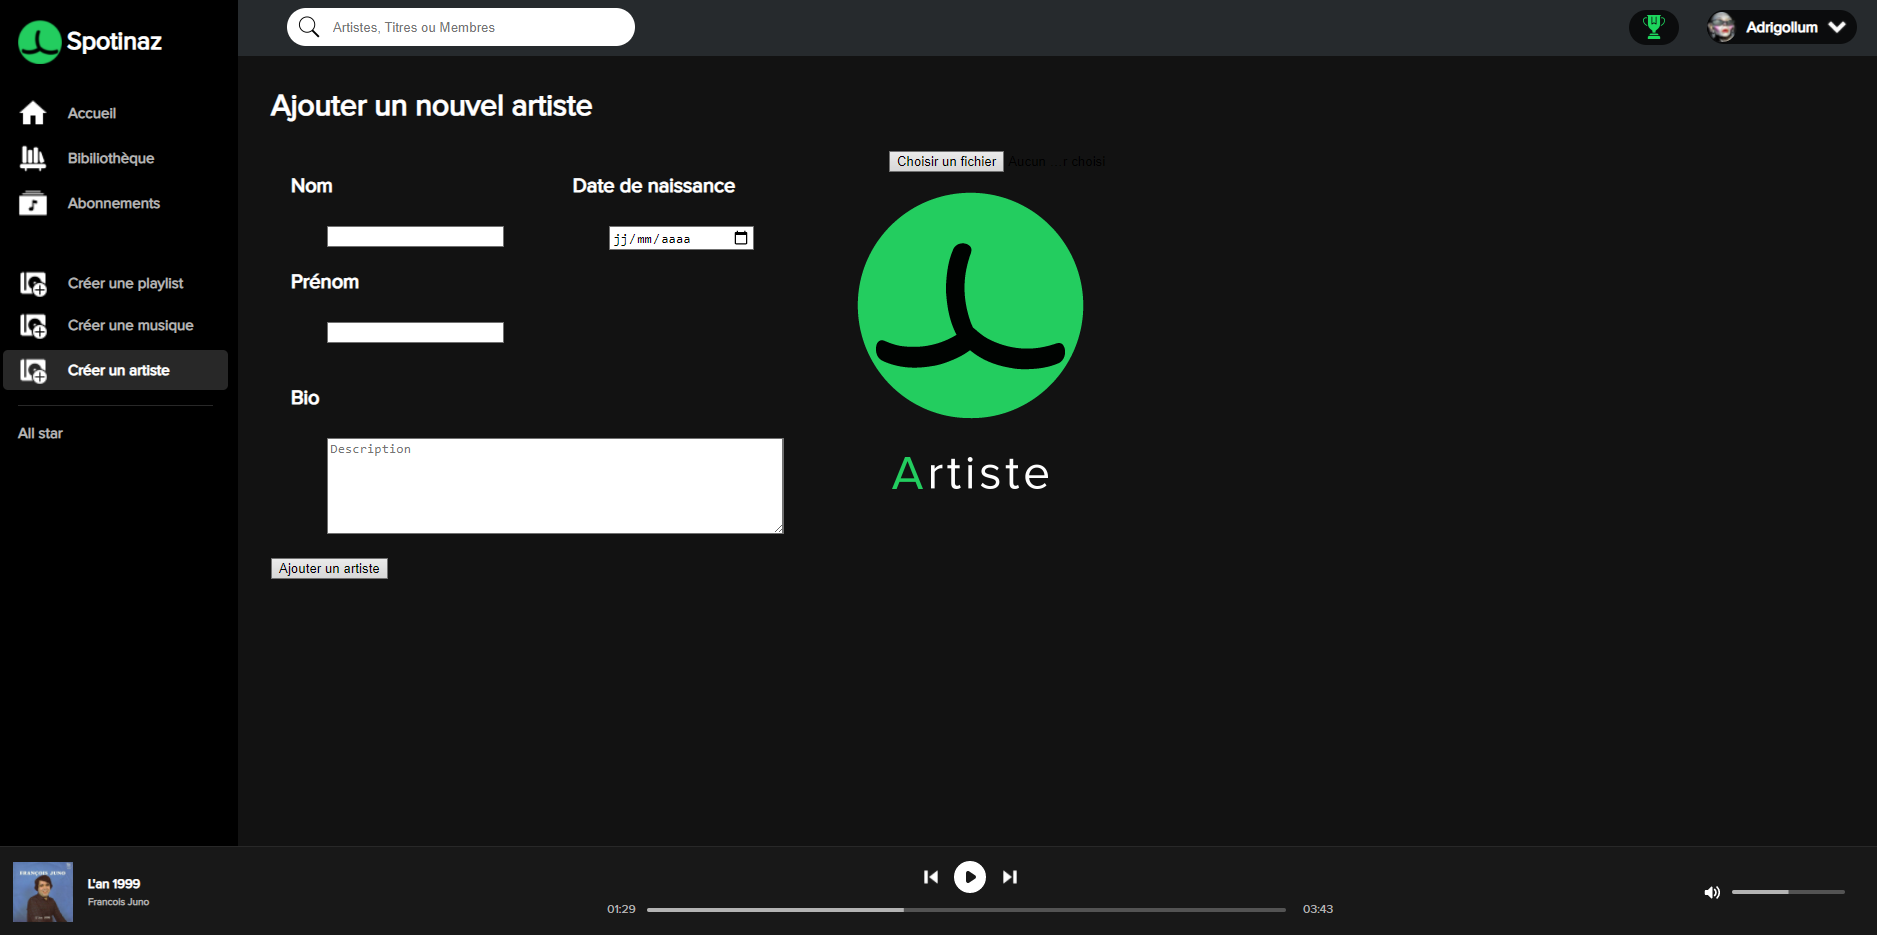 Spotinaz
Artistes, Titres ou Membres
Adrigollum
Accueil
Bibiliothèque
Abonnements
Créer une playlist
Créer une musique
Créer un artiste
All star
Ajouter un nouvel artiste
Nom
Date de naissance
jj/mm/aaaa
Prénom
Bio
Description
Ajouter un artiste
Choisir un fichier
Aucun…r choisi
Artiste
FRANÇOIS JUNO
L'an 1999
Francois Juno
01:29
03:43